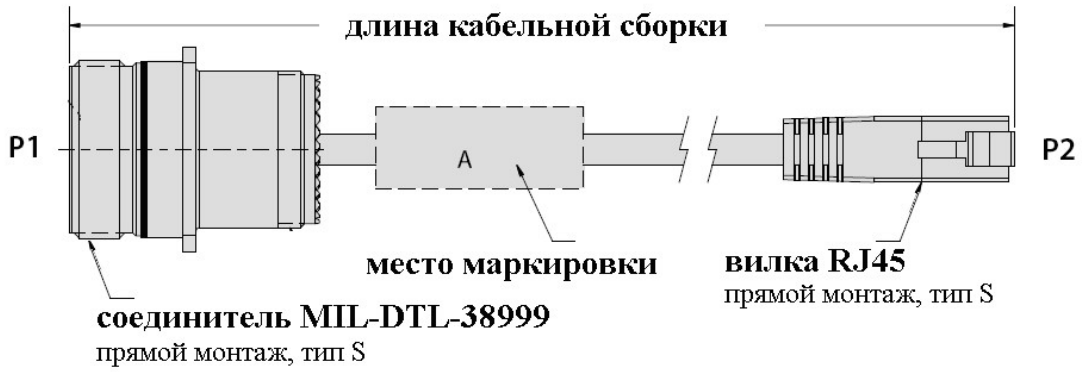 длина кабельной сборки
P1
A
P2
место маркировки
вилка RJ45
прямой монтаж, тип S
соединитель MIL-DTL-38999
прямой монтаж, тип S